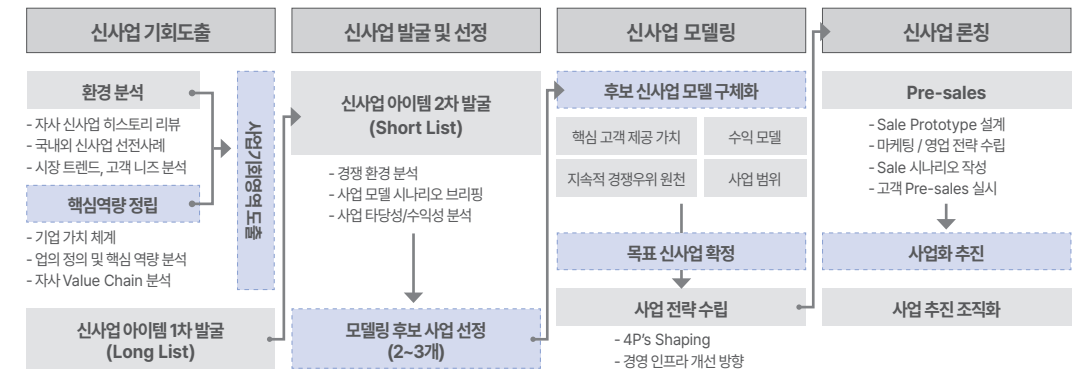 신사업 기회도출
환경 분석
- 자사 신사업 히스토리 리뷰
- 국내외 신사업 선전사례
- 시장 트렌드, 고객 니즈 분석
핵심역량 정립
- 기업 가치 체계
- 업의 정의 및 핵심 역량 분석
- 자사 Value Chain 분석
사업기회영역 도출
신사업 아이템 1차 발굴
(Long List)
신사업 발굴 및 선정
신사업 아이템 2차 발굴
(Short List)
- 경쟁 환경 분석
- 사업 모델 시나리오 브리핑
- 사업 타당성/수익성 분석
모델링 후보 사업 선정
(2~3개)
신사업 모델링
후보 신사업 모델 구체화
핵심 고객 제공 가치
수익 모델
지속적 경쟁우위 원천
사업 범위
목표 신사업 확정
사업 전략 수립
- 4P's Shaping
- 경영 인프라 개선 방향
신사업 론칭
Pre-sales
- Sale Prototype 설계
- 마케팅 / 영업 전략 수립
- Sale 시나리오 작성
- 고객 Pre-sales 실시
사업화 추진
사업 추진 조직화